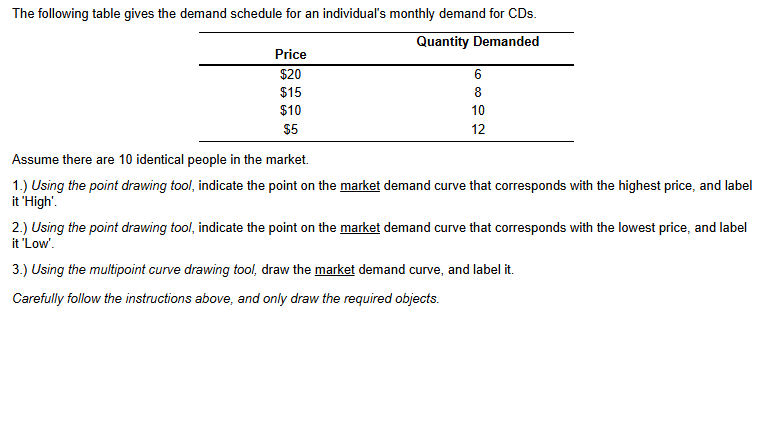 The following table gives the demand schedule for an individual's monthly demand for CDs.
Quantity Demanded
Price
$20 6
$15 8
$10 10
$5 12
Assume there are 10 identical people in the market.
1.) Using the point drawing tool, indicate the point on the market demand curve that corresponds with the highest price, and label
it 'High'.
2.) Using the point drawing tool, indicate the point on the market demand curve that corresponds with the lowest price, and label
it 'Low'.
3.) Using the multipoint curve drawing tool, draw the market demand curve, and label it.
Carefully follow the instructions above, and only draw the required objects.